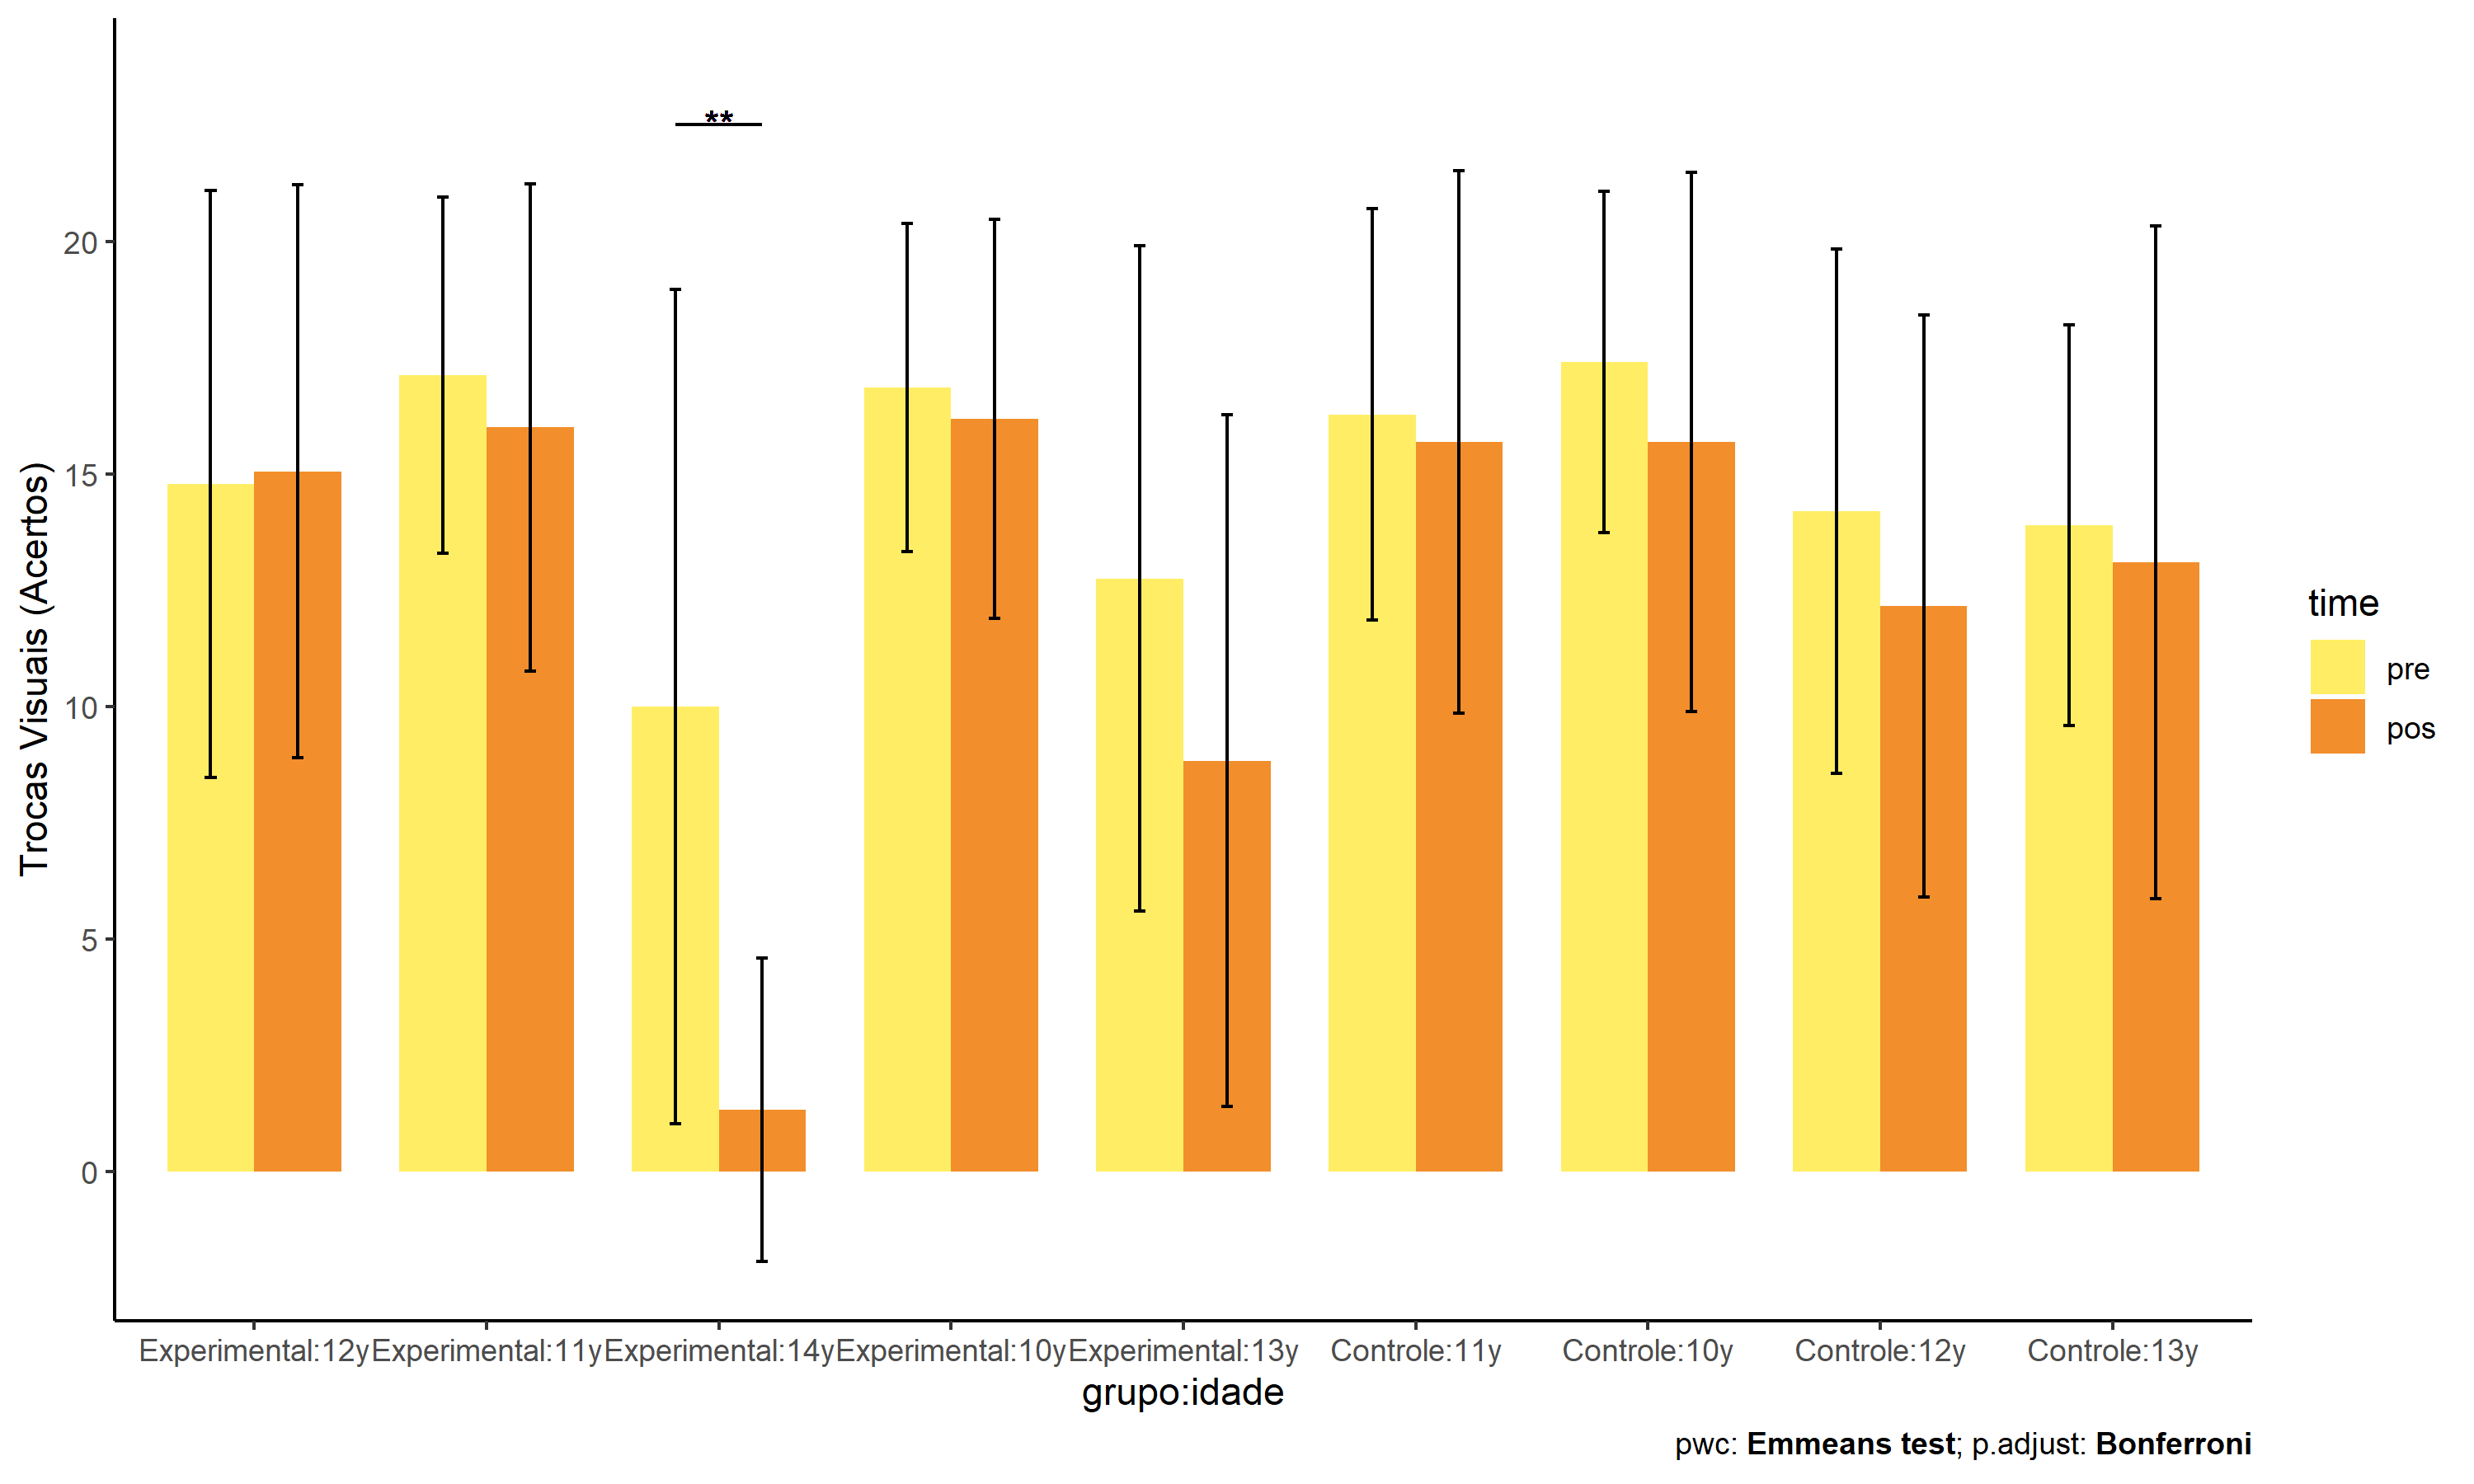 **
20
15
10
5
0
Trocas Visuais (Acertos)
Experimental:12y
Experimental:11y
Experimental:14y
Experimental:10y
Experimental:13y
Controle:11y
Controle:10y
Controle:12y
Controle:13y
grupo:idade
time
pre
pos
pwc: Emmeans test; p.adjust: Bonferroni